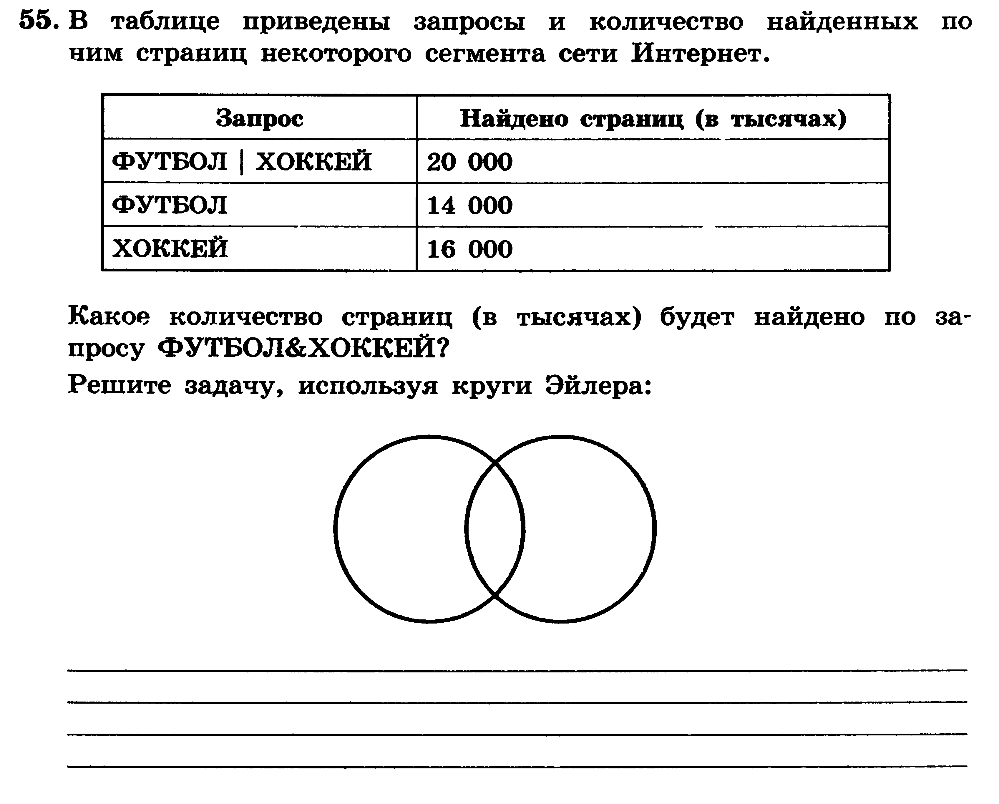 55. В таблице приведены запросы и количество найденных по
ним страниц некоторого сегмента сети Интернет.
Запрос Найдено страниц (в тысячах)
ФУТБОЛ | ХОККЕЙ 20 000
ФУТБОЛ 14 000
ХОККЕЙ 16 000
Какое количество страниц (в тысячах) будет найдено по за-
просу ФУТБОЛ&ХОККЕЙ?
Решите задачу, используя круги Эйлера: